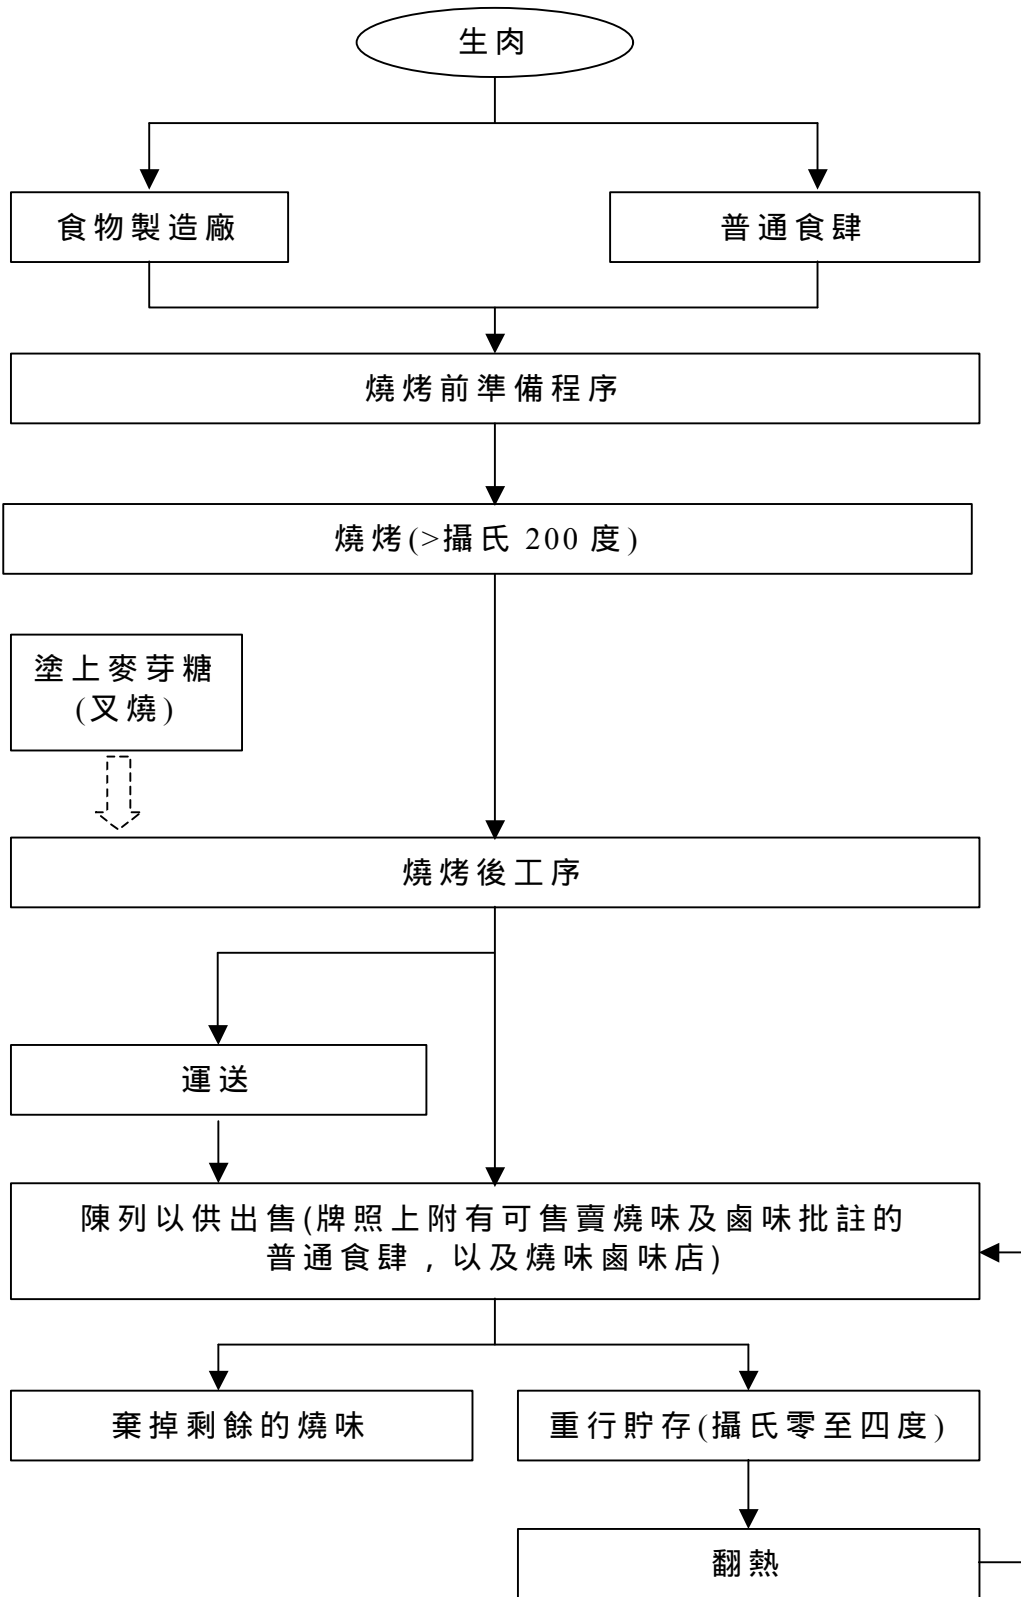 生肉
食物製造廠
普通食肆
燒烤前準備程序
燒烤(>攝氏 200 度)
塗上麥芽糖
(叉燒)
燒烤後工序
運送
陳列以供出售(牌照上附有可售賣燒味及鹵味批註的
普通食肆，以及燒味鹵味店)
棄掉剩餘的燒味
重行貯存(攝氏零至四度)
翻熱